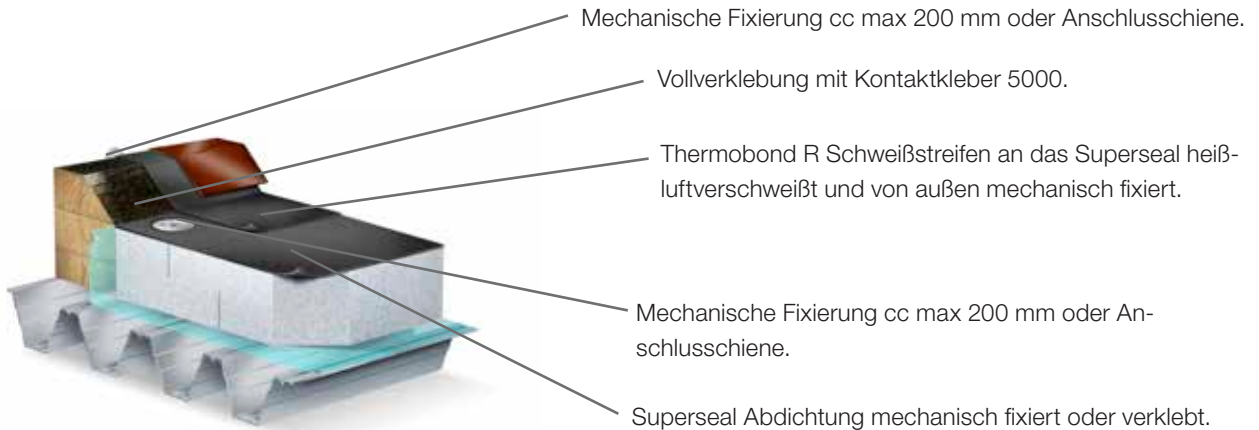 Mechanische Fixierung cc max 200 mm oder Anschlusschiene.
Vollverklebung mit Kontaktkleber 5000.
Thermobond R Schweißstreifen an das Superseal heiß-
luftverschweißt und von außen mechanisch fixiert.
Mechanische Fixierung cc max 200 mm oder An-
schlusschiene.
Superseal Abdichtung mechanisch fixiert oder verklebt.